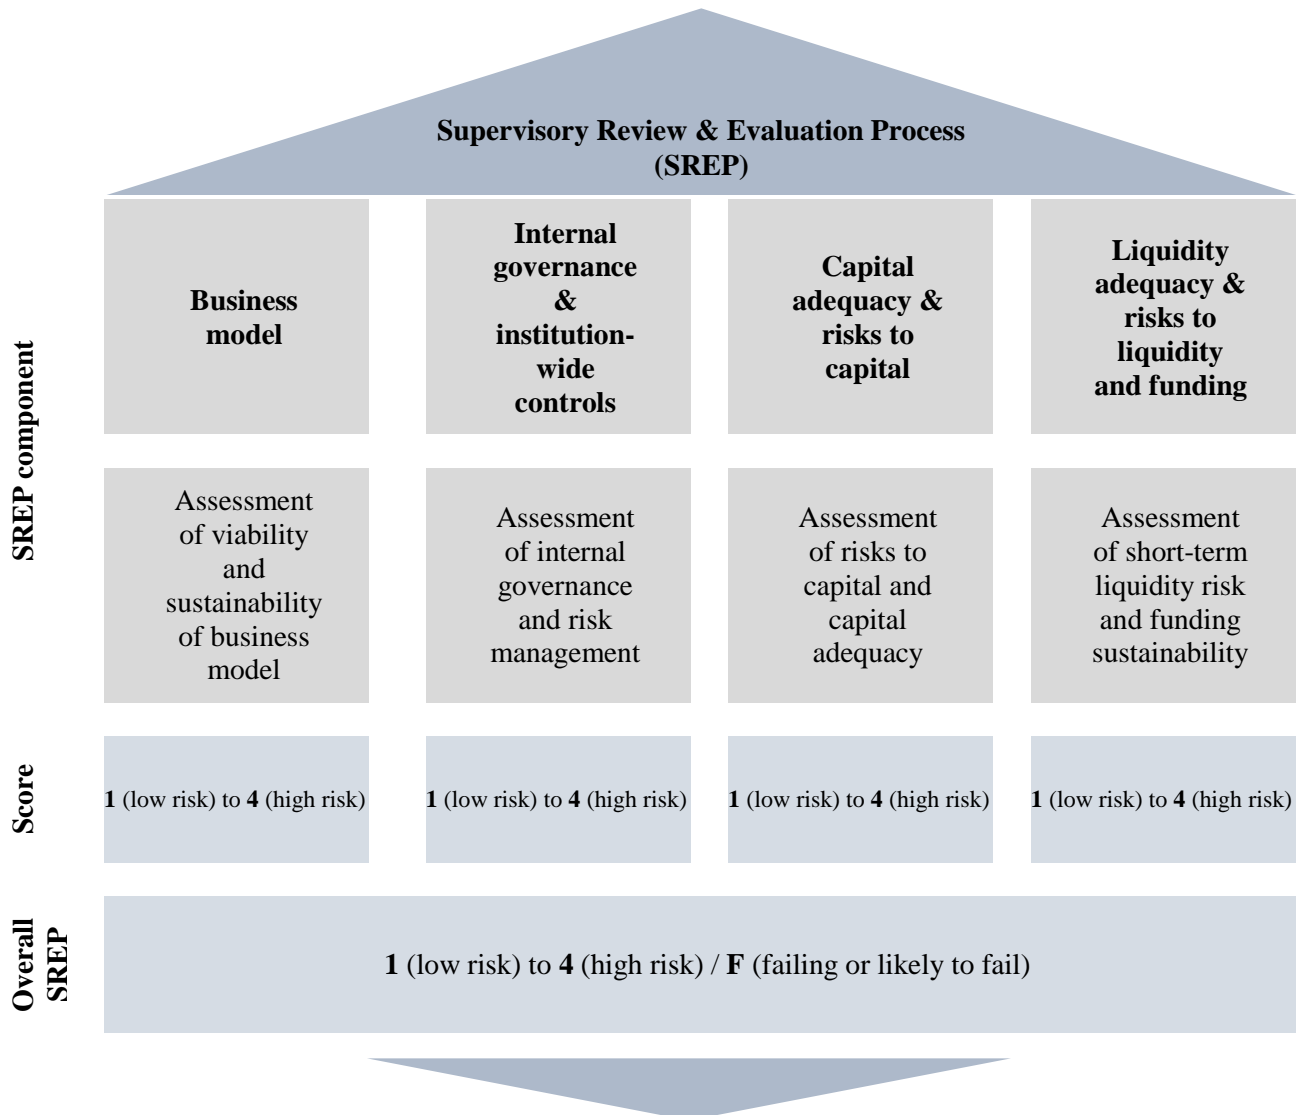 Supervisory Review & Evaluation Process
(SREP)
SREP component
Business
model
Internal
governance
&
institution-
wide
controls
Capital
adequacy &
risks to
capital
Liquidity
adequacy &
risks to
liquidity
and funding
Assessment
of viability
and
sustainability
of business
model
Assessment
of internal
governance
and risk
management
Assessment
of risks to
capital and
capital
adequacy
Assessment
of short-term
liquidity risk
and funding
sustainability
Score
1 (low risk) to 4 (high risk)
1 (low risk) to 4 (high risk)
1 (low risk) to 4 (high risk)
1 (low risk) to 4 (high risk)
Overall
SREP
1 (low risk) to 4 (high risk) / F (failing or likely to fail)